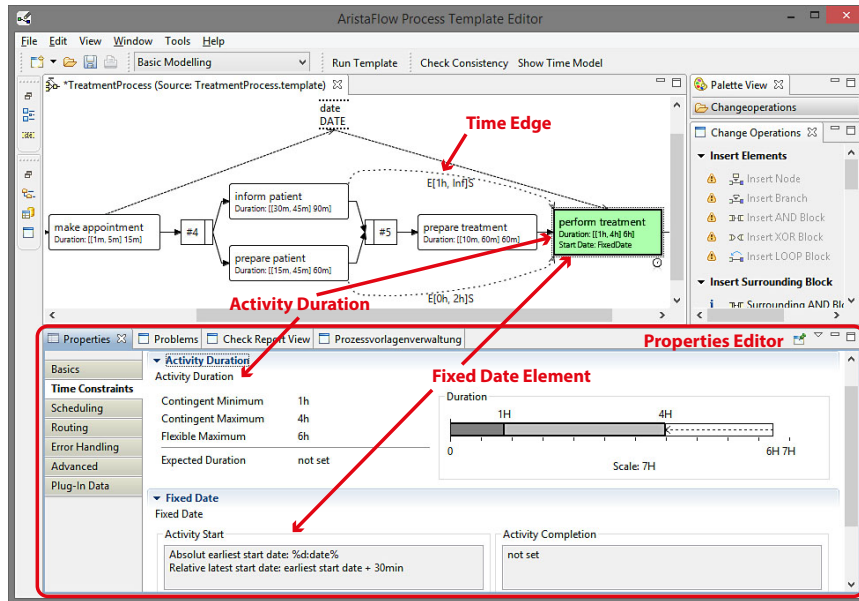 AristaFlow Process Template Editor
File Edit View Window Tools Help
Basic Modelling
Run Template
Check Consistency
Show Time Model
*TreatmentProcess (Source: TreatmentProcess.template)
date
DATE
Time Edge
E[1h, Inf]S
inform patient
Duration: [[30m, 45m] 90m]
make appointment
Duration: [[1m, 5m] 15m]
#4
#5
prepare treatment
Duration: [[10m, 60m] 60m]
perform treatment
Duration: [[1h, 4h] 6h]
Start Date: FixedDate
prepare patient
Duration: [[15m, 45m] 60m]
E[0h, 2h]S
Activity Duration
Palette View
Changeoperations
Change Operations
Insert Elements
Insert Node
Insert Branch
Insert AND Block
Insert XOR Block
Insert LOOP Block
Insert Surrounding Block
Surrounding AND
Properties
Problems
Check Report View
Prozessvorlagenverwaltung
Properties Editor
Basics
Time Constraints
Scheduling
Routing
Error Handling
Advanced
Plug-In Data
Activity Duration
Activity Duration
Fixed Date Element
Contingent Minimum 1h
Contingent Maximum 4h
Flexible Maximum 6h
Expected Duration not set
Duration
1H 4H
0 6H 7H
Scale: 7H
Fixed Date
Fixed Date
Activity Start
Absolut earliest start date: %d:date%
Relative latest start date: earliest start date + 30min
Activity Completion
not set